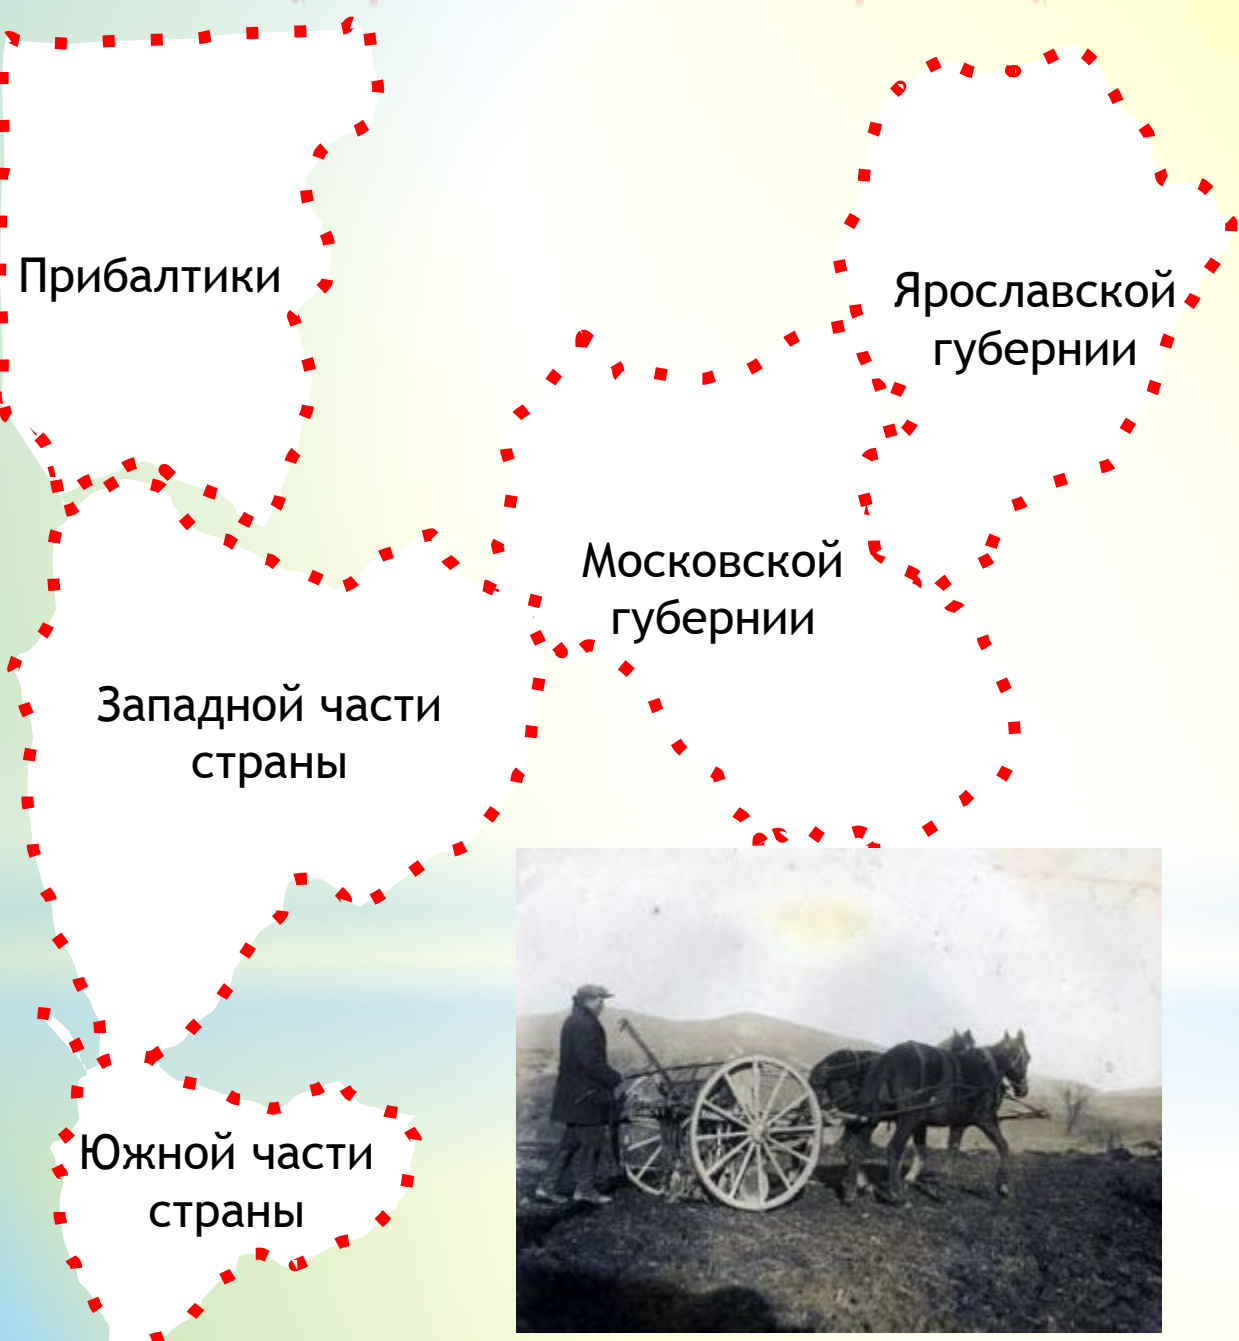 Прибалтики
Ярославской
губернии
Московской
губернии
Западной части
страны
Южной части
страны